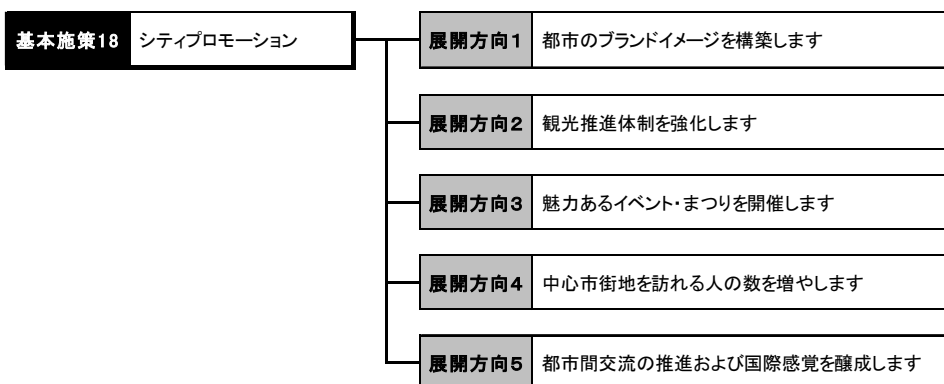 基本施策18 シティプロモーション
展開方向1 都市のブランドイメージを構築します
展開方向2 観光推進体制を強化します
展開方向3 魅力あるイベント・まつりを開催します
展開方向4 中心市街地を訪れる人の数を増やします
展開方向5 都市間交流の推進および国際感覚を醸成します